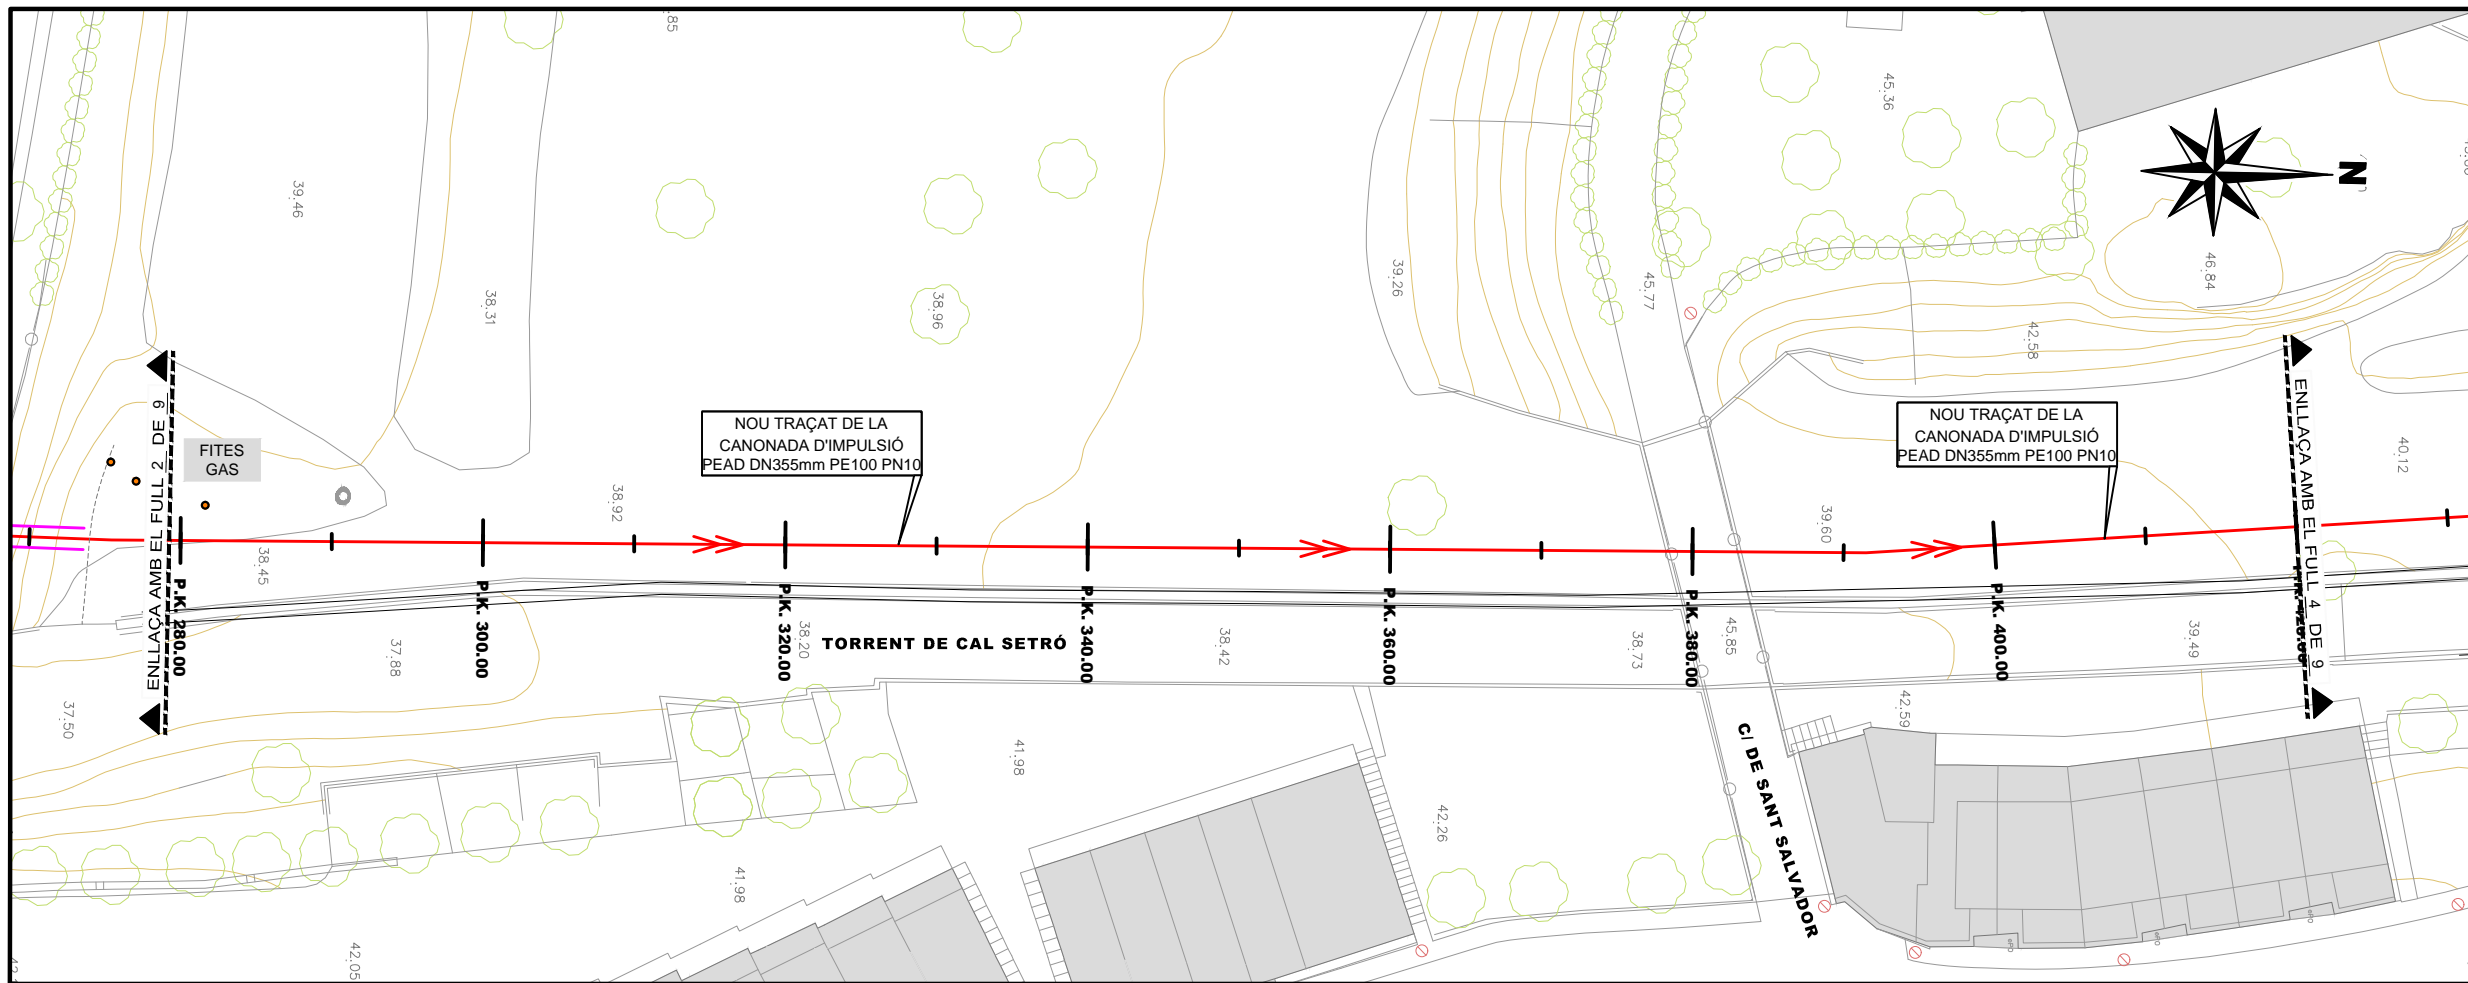 .85
45.36
N
39.46
38.31
38.96
39.26
45.77
46.84
42.58
ENLLAÇA AMB EL FULL 2 DE 9
FITES
GAS
NOU TRAÇAT DE LA
CANONADA D'IMPULSIÓ
PEAD DN355mm PE100 PN10
NOU TRAÇAT DE LA
CANONADA D'IMPULSIÓ
PEAD DN355mm PE100 PN10
ENLLAÇA AMB EL FULL 4 DE 9
40.12
38.92
39.60
38.45
P.K. 280.00
P.K. 300.00
P.K. 320.00
P.K. 340.00
P.K. 360.00
P.K. 380.00
P.K. 400.00
37.88
38.20
TORRENT DE CAL SETRÓ
38.42
38.73
45.85
39.49
37.50
42.59
41.98
C/ DE SANT SALVADOR
42.26
41.98
42.05